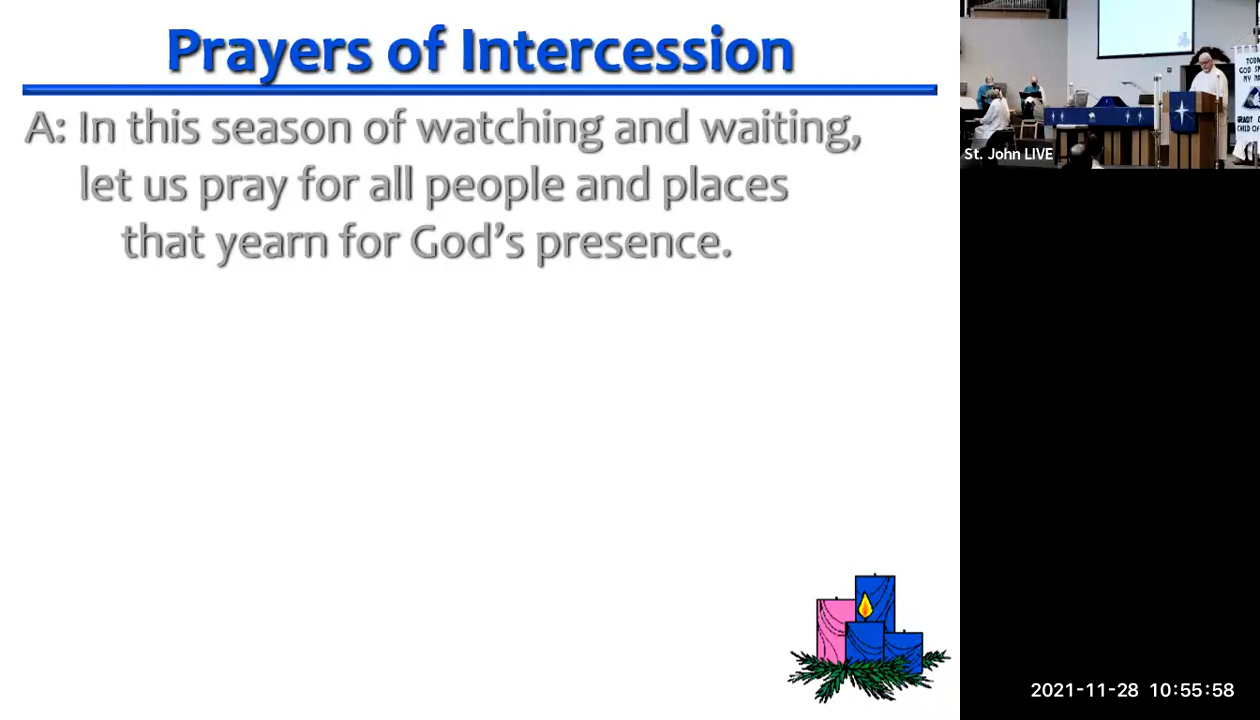 Prayers of Intercession
A: In this season of watching and waiting,
let us pray for all people and places
that yearn for God’s presence.
St. John LIVE
2021-11-28 10:55:58